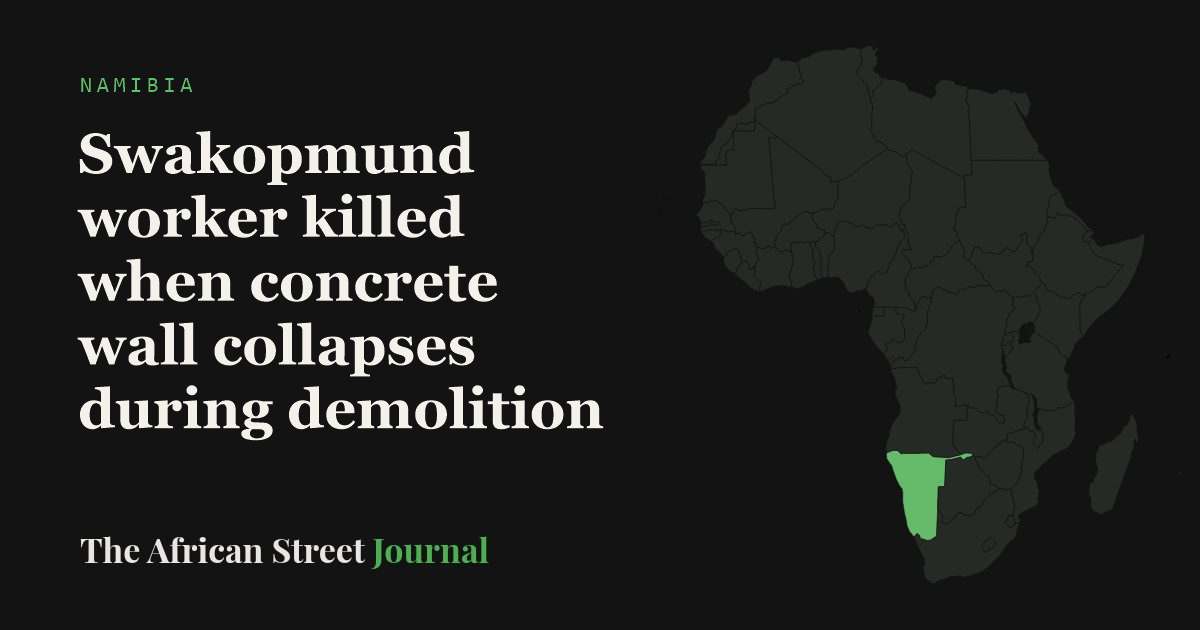 NAMIBIA
Swakopmund
worker killed
when concrete
wall collapses
during demolition
The African Street Journal